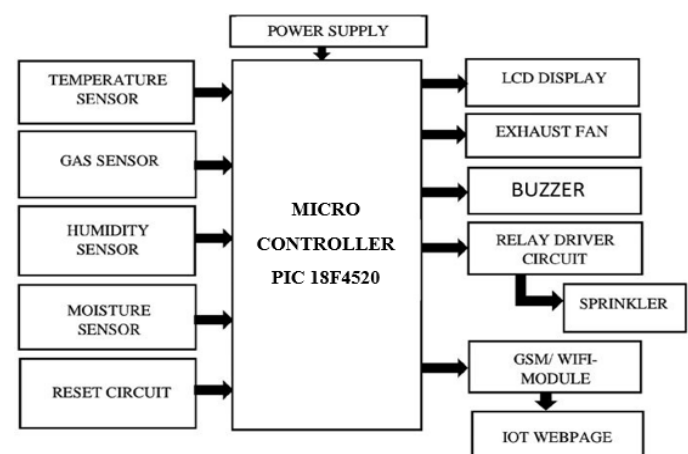 POWER SUPPLY
TEMPERATURE
SENSOR
GAS SENSOR
HUMIDITY
SENSOR
MOISTURE
SENSOR
RESET CIRCUIT
MICRO
CONTROLLER
PIC 18F4520
LCD DISPLAY
EXHAUST FAN
BUZZER
RELAY DRIVER
CIRCUIT
SPRINKLER
GSM/ WIFI-
MODULE
IOT WEBPAGE